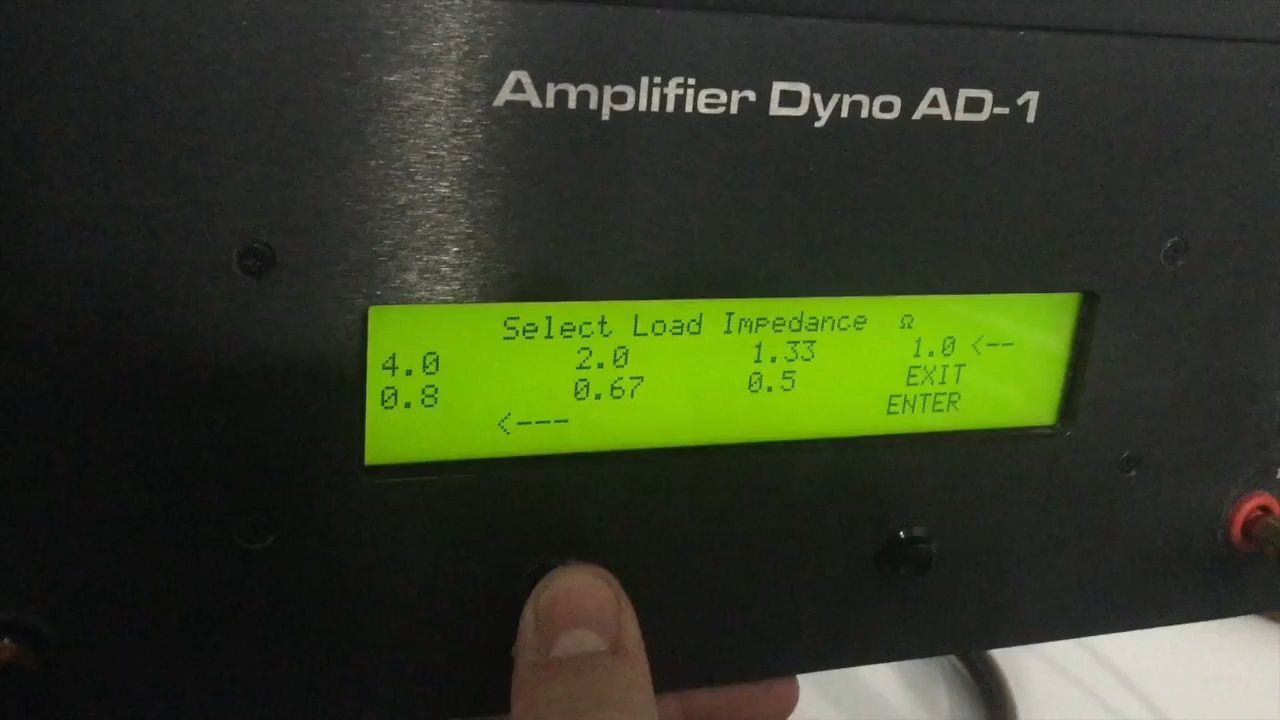 Amplifier Dyno AD-1
Select Load Impedance Ω
4.0 2.0 1.33 1.0 <--
0.8 0.67 0.5 EXIT
<--- ENTER